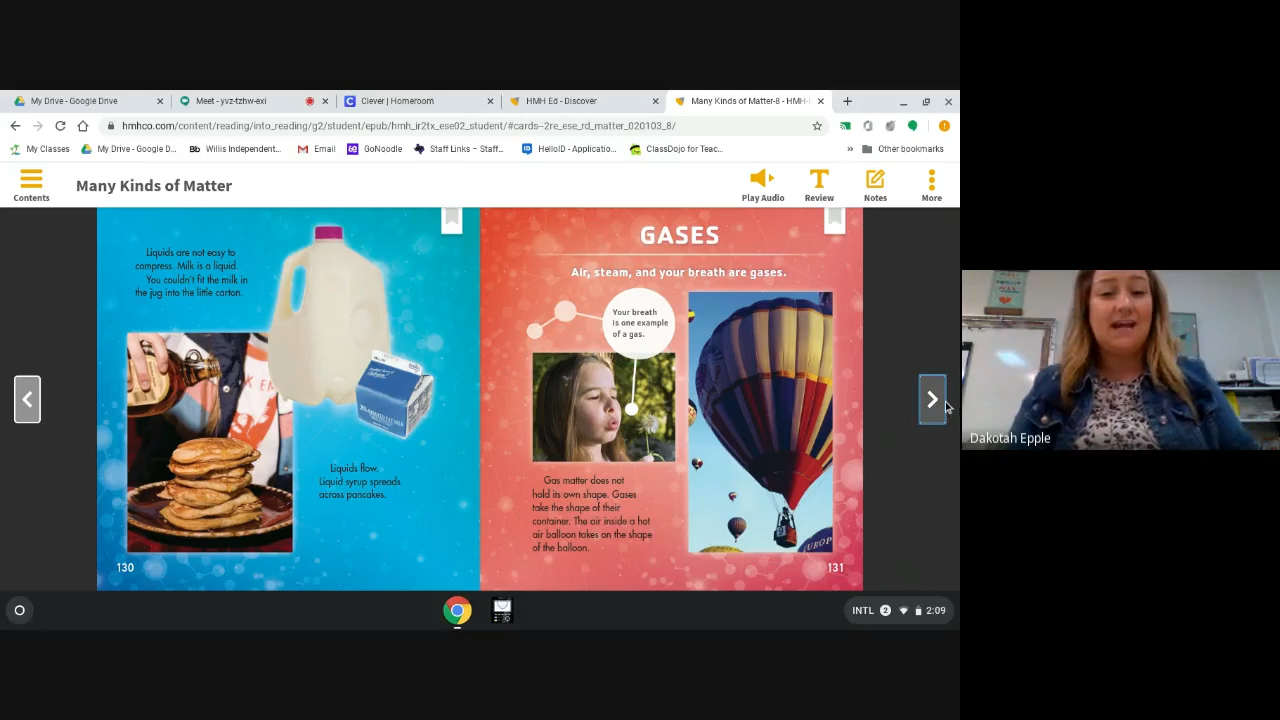 My Drive - Google Drive
Meet - yvz-tzhw-exi
Clever | Homeroom
HMH Ed - Discover
Many Kinds of Matter-8 - HMH-
hmhco.com/content/reading/into_reading/g2/student/epub/hmh_ir2tx_ese02_student/#cards--2re_ese_rd_matter_020103_8/
My Classes
My Drive - Google D...
Bb Willis Independent...
Email
GoNoodle
Staff Links – Staff...
HelloID - Applicatio...
ClassDojo for Teac...
» Other bookmarks
Contents
Many Kinds of Matter
Play Audio
Review
Notes
More
Liquids are not easy to
compress. Milk is a liquid.
You couldn't fit the milk in
the jug into the little carton.
Liquids flow.
Liquid syrup spreads
across pancakes.
130
GASES
Air, steam, and your breath are gases.
Your breath
is one example
of a gas.
Gas matter does not
hold its own shape. Gases
take the shape of their
container. The air inside a hot
air balloon takes on the shape
of the balloon.
131
Dakotah Epple
INTL 2 2:09